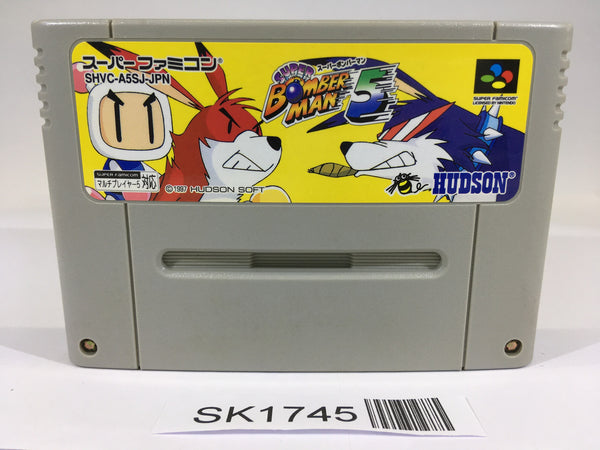 スーパーファミコン
SHVC-A5SJ-JPN
SUPER
スーパーボンバーマン
BOMBER
MAN 5
SUPER FAMICOM
LICENSED BY NINTENDO
SUPER FAMICOM
マルチプレイヤー5 対応
© 1997 HUDSON SOFT
HUDSON®
SK1745